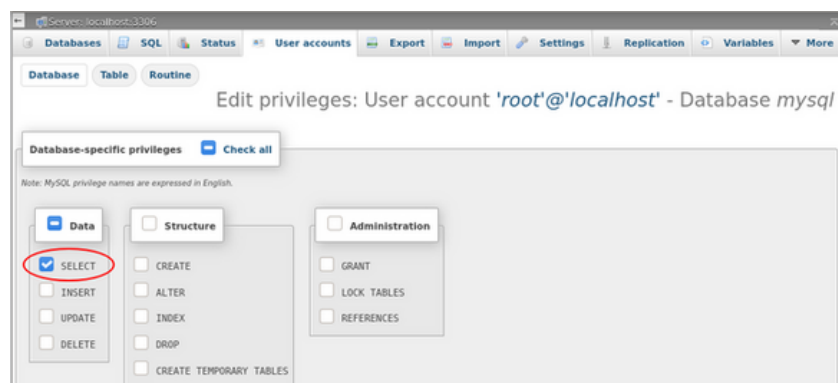 Server: localhost:3306
Databases SQL Status User accounts Export Import Settings Replication Variables More
Database Table Routine
Edit privileges: User account 'root'@'localhost' - Database mysql
Database-specific privileges Check all
Note: MySQL privilege names are expressed in English.
Data Structure Administration
SELECT CREATE GRANT
INSERT ALTER LOCK TABLES
UPDATE INDEX REFERENCES
DELETE DROP
CREATE TEMPORARY TABLES